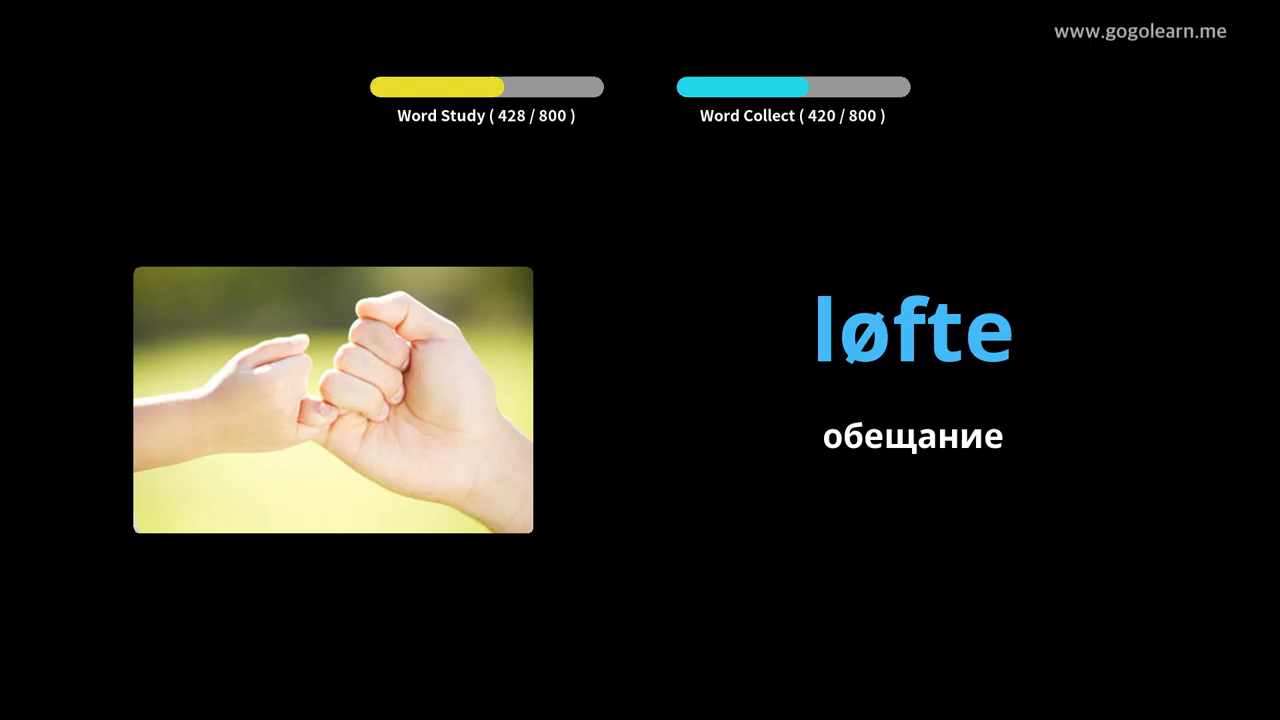 www.gogolearn.me
Word Study ( 428 / 800 )
Word Collect ( 420 / 800 )
løfte
обещание